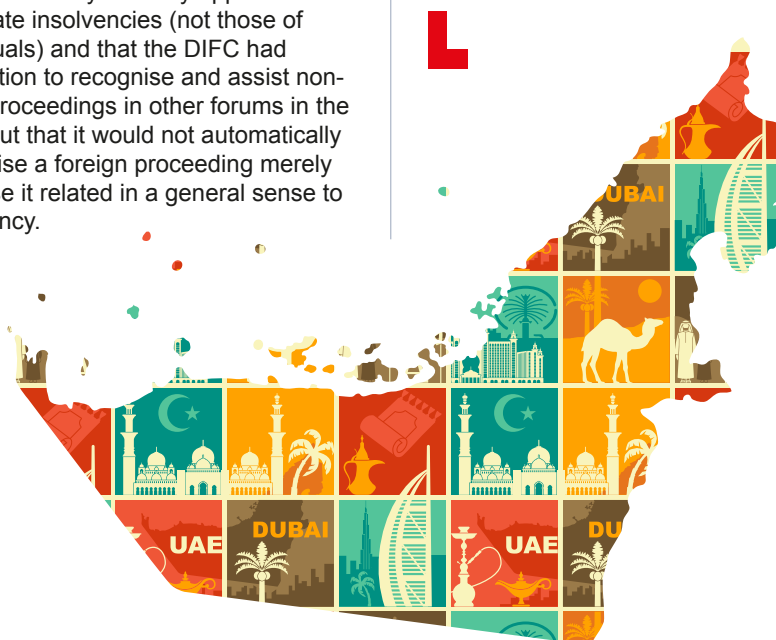 ate insolvencies (not those of
uals) and that the DIFC had
tion to recognise and assist non-
roceedings in other forums in the
ut that it would not automatically
ise a foreign proceeding merely
e it related in a general sense to
ncy.
UBAI
UAE
DUBAI
UAE
DU